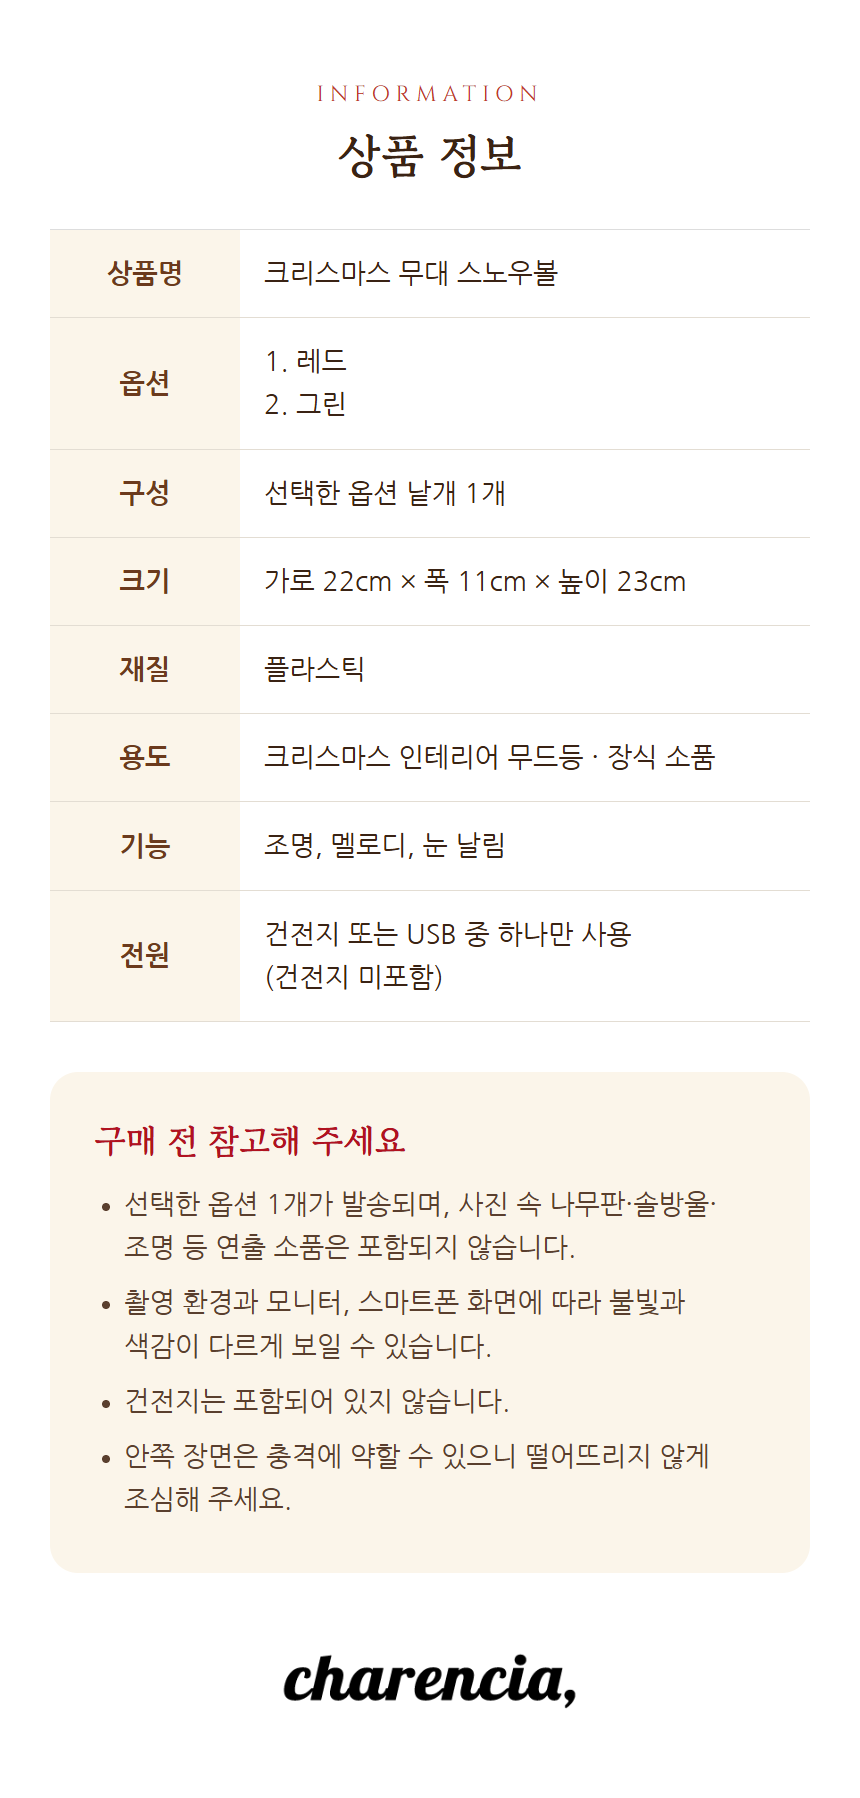 INFORMATION
상품 정보
상품명
크리스마스 무대 스노우볼
옵션
1. 레드
2. 그린
구성
선택한 옵션 낱개 1개
크기
가로 22cm × 폭 11cm × 높이 23cm
재질
플라스틱
용도
크리스마스 인테리어 무드등 · 장식 소품
기능
조명, 멜로디, 눈 날림
전원
건전지 또는 USB 중 하나만 사용
(건전지 미포함)
구매 전 참고해 주세요
• 선택한 옵션 1개가 발송되며, 사진 속 나무판·솔방울·
조명 등 연출 소품은 포함되지 않습니다.
• 촬영 환경과 모니터, 스마트폰 화면에 따라 불빛과
색감이 다르게 보일 수 있습니다.
• 건전지는 포함되어 있지 않습니다.
• 안쪽 장면은 충격에 약할 수 있으니 떨어뜨리지 않게
조심해 주세요.
charencia,